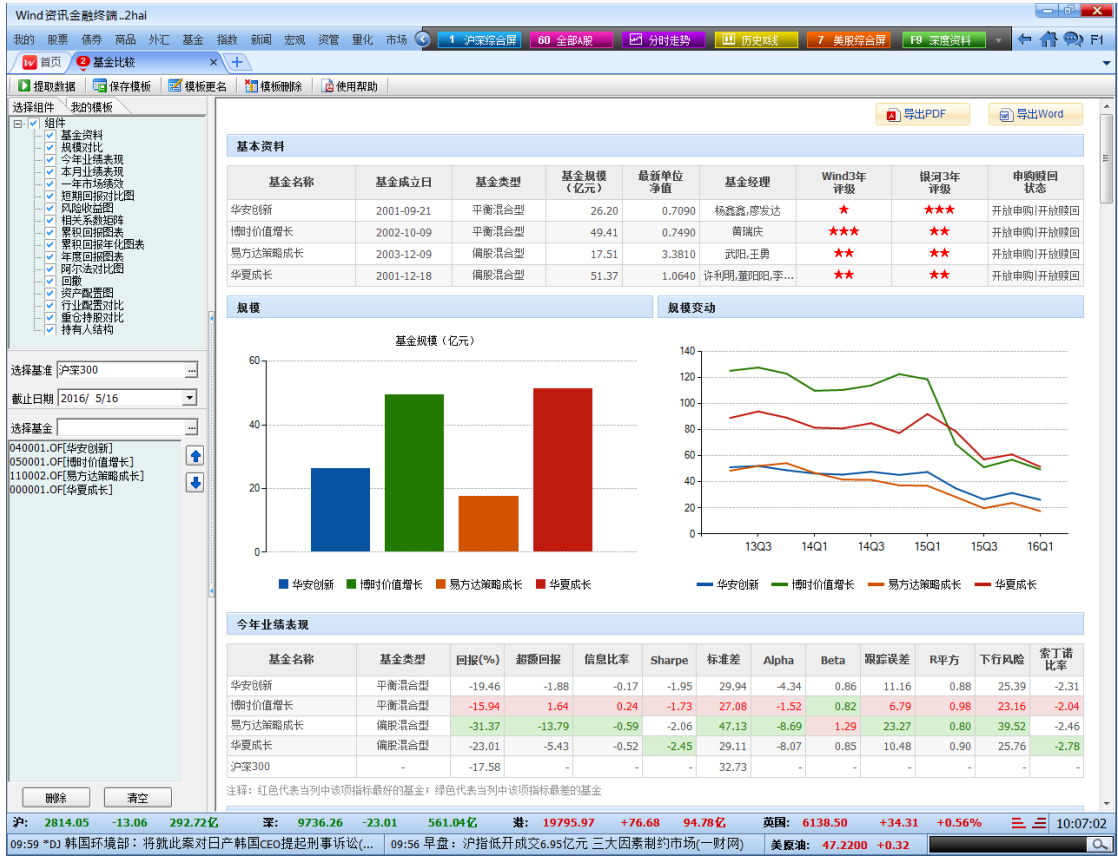 Wind资讯金融终端..2hai
我的 股票 债券 商品 外汇 基金 指数 新闻 宏观 资管 量化 市场 1 沪深综合屏 60 全部A股 分时走势 历史K线 7 美股综合屏 F9 深度资料 F1
首页 2 基金比较 × +
提取数据 保存模板 模板更名 模板删除 使用帮助
选择组件 我的模板
组件
基金资料
规模对比
今年业绩表现
本月业绩表现
一年市场绩效
短期回报对比图
风险收益图
相关系数矩阵
累积回报图表
累积回报年化图表
年度回报图表
阿尔法对比图
回撤
资产配置图
行业配置对比
重仓持股对比
持有人结构
选择基准 沪深300 ...
截止日期 2016/ 5/16
选择基金 ...
040001.OF[华安创新]
050001.OF[博时价值增长]
110002.OF[易方达策略成长]
000001.OF[华夏成长]
删除 清空
导出PDF 导出Word
基本资料
基金名称 基金成立日 基金类型 基金规模(亿元) 最新单位净值 基金经理 Wind3年评级 银河3年评级 申购赎回状态
华安创新 2001-09-21 平衡混合型 26.20 0.7090 杨鑫鑫,廖发达 ★ ★★★ 开放申购|开放赎回
博时价值增长 2002-10-09 平衡混合型 49.41 0.7490 黄瑞庆 ★★★ ★★ 开放申购|开放赎回
易方达策略成长 2003-12-09 偏股混合型 17.51 3.3810 武阳,王勇 ★★ ★★ 开放申购|开放赎回
华夏成长 2001-12-18 偏股混合型 51.37 1.0640 许利明,董阳阳,李... ★★ ★★ 开放申购|开放赎回
规模
基金规模（亿元）
60
40
20
0
华安创新 博时价值增长 易方达策略成长 华夏成长
规模变动
140
120
100
80
60
40
20
0
13Q3 14Q1 14Q3 15Q1 15Q3 16Q1
华安创新 博时价值增长 易方达策略成长 华夏成长
今年业绩表现
基金名称 基金类型 回报(%) 超额回报 信息比率 Sharpe 标准差 Alpha Beta 跟踪误差 R平方 下行风险 索丁诺比率
华安创新 平衡混合型 -19.46 -1.88 -0.17 -1.95 29.94 -4.34 0.86 11.16 0.88 25.39 -2.31
博时价值增长 平衡混合型 -15.94 1.64 0.24 -1.73 27.08 -1.52 0.82 6.79 0.98 23.16 -2.04
易方达策略成长 偏股混合型 -31.37 -13.79 -0.59 -2.06 47.13 -8.69 1.29 23.27 0.80 39.52 -2.46
华夏成长 偏股混合型 -23.01 -5.43 -0.52 -2.45 29.11 -8.07 0.85 10.48 0.90 25.76 -2.78
沪深300 - -17.58 - - - 32.73 - - - - - -
注释：红色代表当列中该项指标最好的基金；绿色代表当列中该项指标最差的基金
沪: 2814.05 -13.06 292.72亿 深: 9736.26 -23.01 561.04亿 港: 19795.97 +76.68 94.78亿 英国: 6138.50 +34.31 +0.56% 10:07:02
09:59 *DJ 韩国环境部：将就此案对日产韩国CEO提起刑事诉讼(... 09:56 早盘：沪指低开成交6.95亿元 三大因素制约市场(一财网) 美原油: 47.2200 +0.32